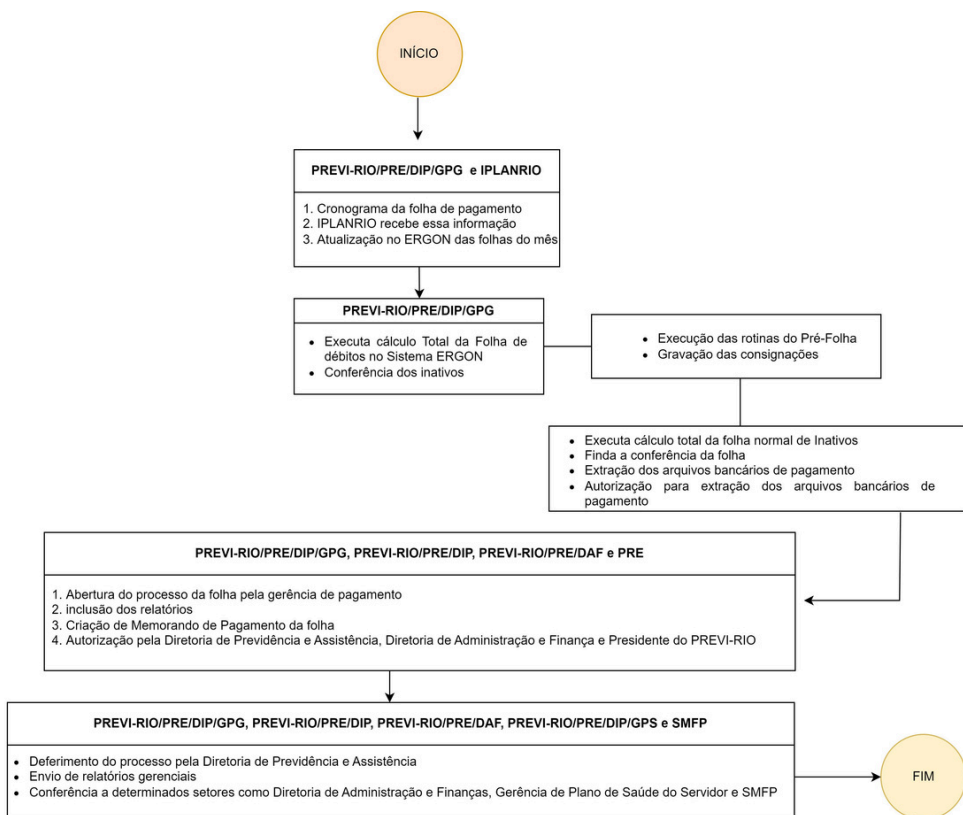 INÍCIO
PREVI-RIO/PRE/DIP/GPG e IPLANRIO
1. Cronograma da folha de pagamento
2. IPLANRIO recebe essa informação
3. Atualização no ERGON das folhas do mês
PREVI-RIO/PRE/DIP/GPG
• Executa cálculo Total da Folha de
débitos no Sistema ERGON
• Conferência dos inativos
• Execução das rotinas do Pré-Folha
• Gravação das consignações
• Executa cálculo total da folha normal de Inativos
• Finda a conferência da folha
• Extração dos arquivos bancários de pagamento
• Autorização para extração dos arquivos bancários de
pagamento
PREVI-RIO/PRE/DIP/GPG, PREVI-RIO/PRE/DIP, PREVI-RIO/PRE/DAF e PRE
1. Abertura do processo da folha pela gerência de pagamento
2. inclusão dos relatórios
3. Criação de Memorando de Pagamento da folha
4. Autorização pela Diretoria de Previdência e Assistência, Diretoria de Administração e Finança e Presidente do PREVI-RIO
PREVI-RIO/PRE/DIP/GPG, PREVI-RIO/PRE/DIP, PREVI-RIO/PRE/DAF, PREVI-RIO/PRE/DIP/GPS e SMFP
• Deferimento do processo pela Diretoria de Previdência e Assistência
• Envio de relatórios gerenciais
• Conferência a determinados setores como Diretoria de Administração e Finanças, Gerência de Plano de Saúde do Servidor e SMFP
FIM